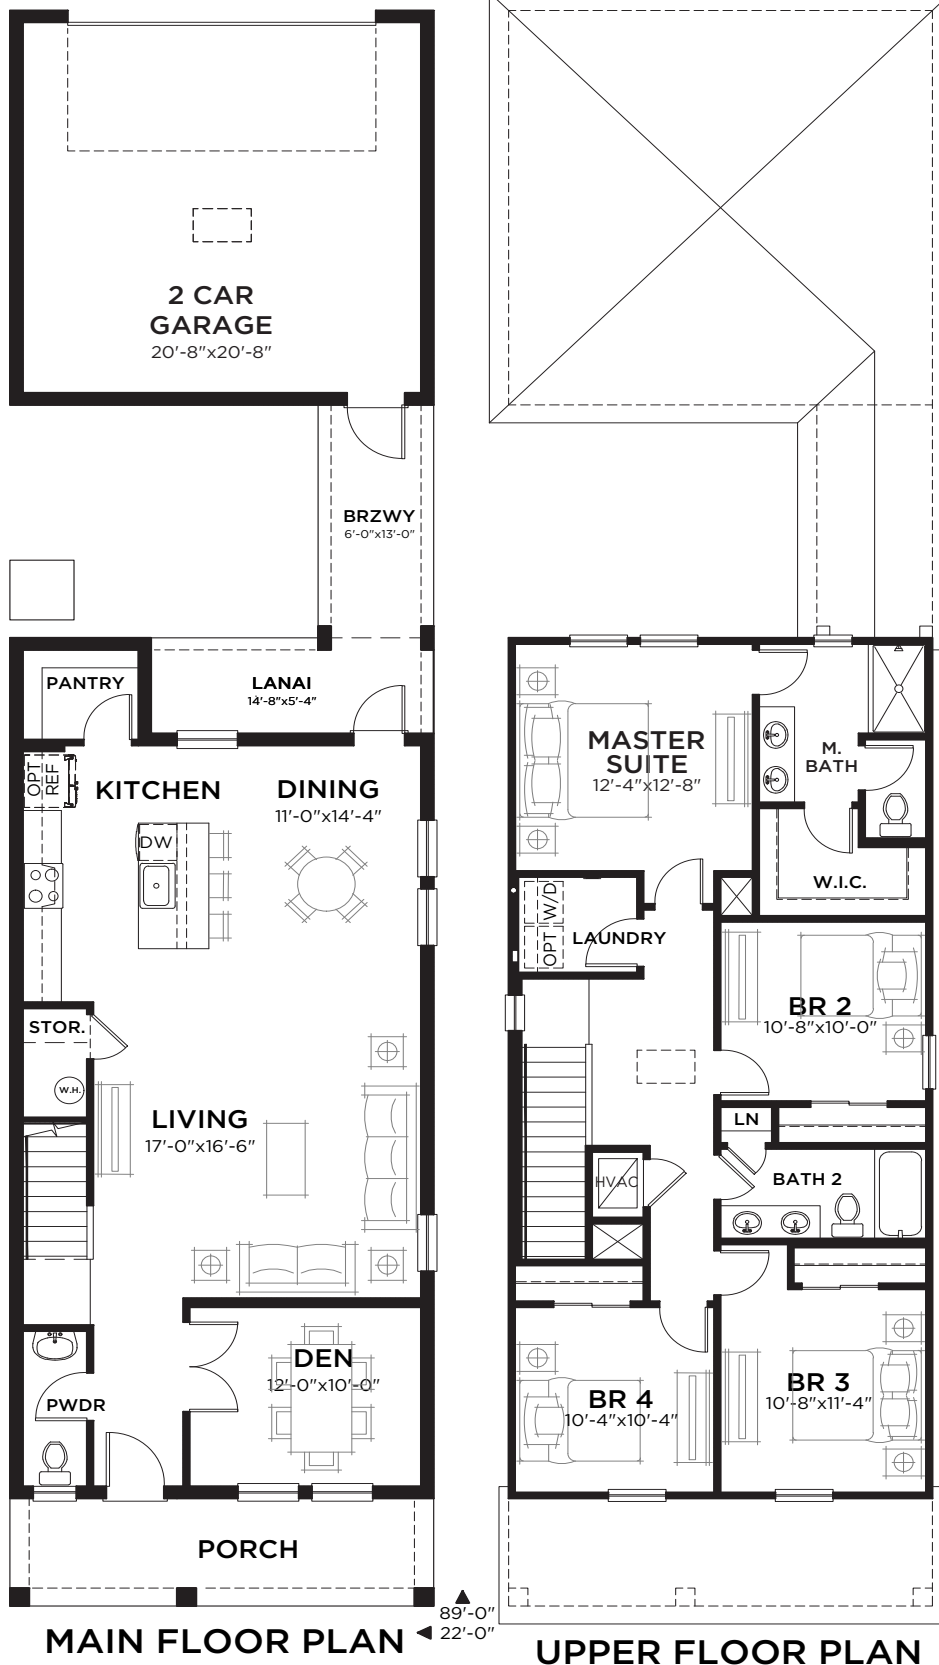 2 CAR
GARAGE
20'-8"x20'-8"
BRZWY
6'-0"x13'-0"
PANTRY
LANAI
14'-8"x5'-4"
OPT
REF
KITCHEN
DINING
11'-0"x14'-4"
DW
STOR.
W.H.
LIVING
17'-0"x16'-6"
DEN
12'-0"x10'-0"
PWDR
PORCH
89'-0"
22'-0"
MAIN FLOOR PLAN
MASTER
SUITE
12'-4"x12'-8"
M.
BATH
W.I.C.
OPT W/D
LAUNDRY
BR 2
10'-8"x10'-0"
LN
BATH 2
HVAC
BR 3
10'-8"x11'-4"
BR 4
10'-4"x10'-4"
UPPER FLOOR PLAN